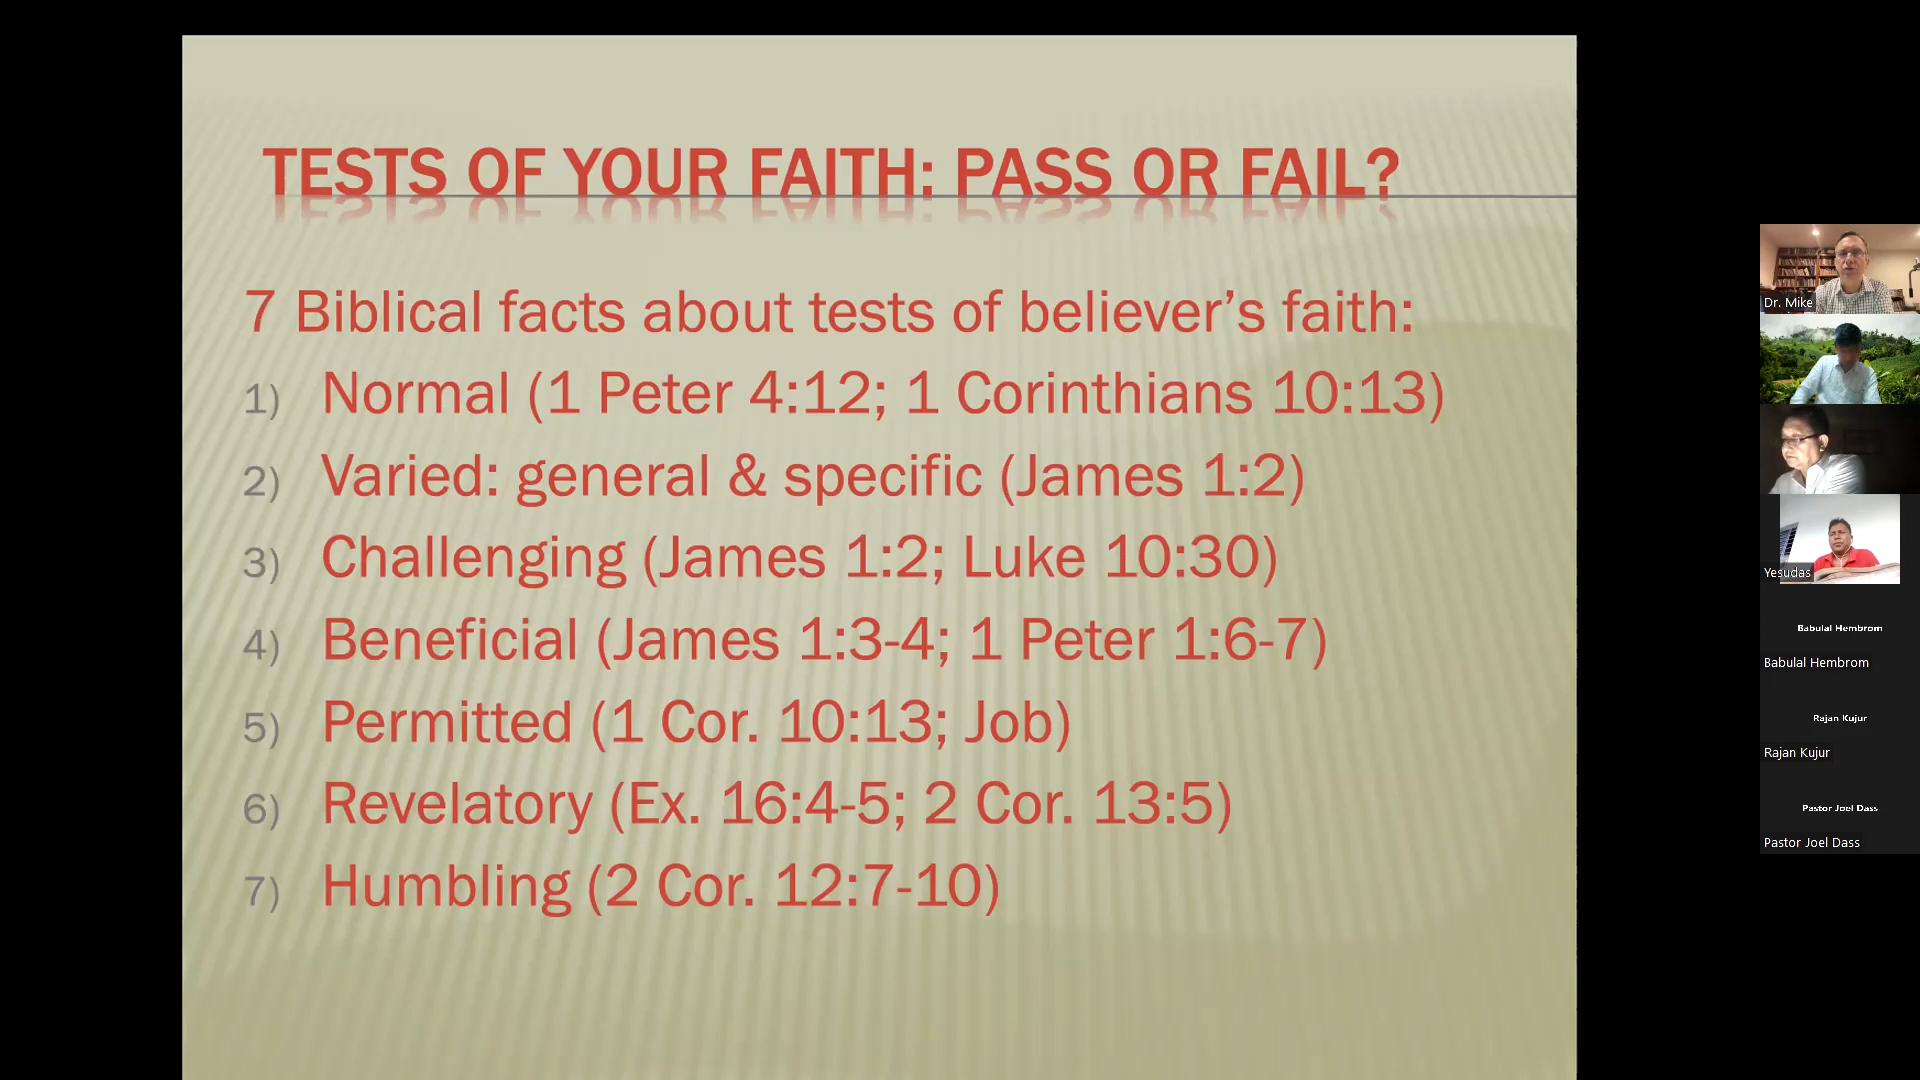 TESTS OF YOUR FAITH: PASS OR FAIL?
7 Biblical facts about tests of believer’s faith:
1) Normal (1 Peter 4:12; 1 Corinthians 10:13)
2) Varied: general & specific (James 1:2)
3) Challenging (James 1:2; Luke 10:30)
4) Beneficial (James 1:3-4; 1 Peter 1:6-7)
5) Permitted (1 Cor. 10:13; Job)
6) Revelatory (Ex. 16:4-5; 2 Cor. 13:5)
7) Humbling (2 Cor. 12:7-10)
Dr. Mike
Yesudas
Babulal Hembrom
Babulal Hembrom
Rajan Kujur
Rajan Kujur
Pastor Joel Dass
Pastor Joel Dass